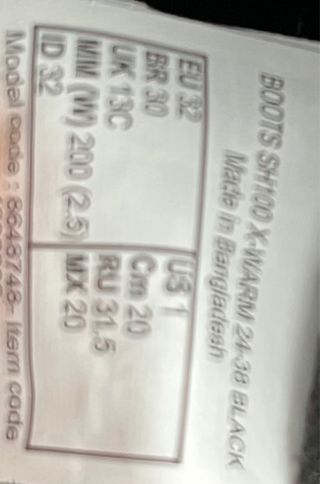 BOOTS SH100 X-WARM 24-38 BLACK
Made in Bangladesh
EU 32 US 1
BR 30 Cm 20
UK 13C RU 31.5
MM (W) 200 (2.5) MX 20
ID 32
Model code : 8648748- Item code